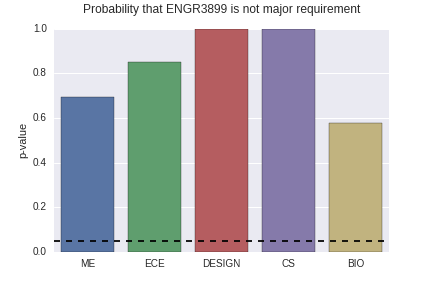 Probability that ENGR3899 is not major requirement
1.0
0.8
0.6
0.4
0.2
0.0
p-value
ME ECE DESIGN CS BIO